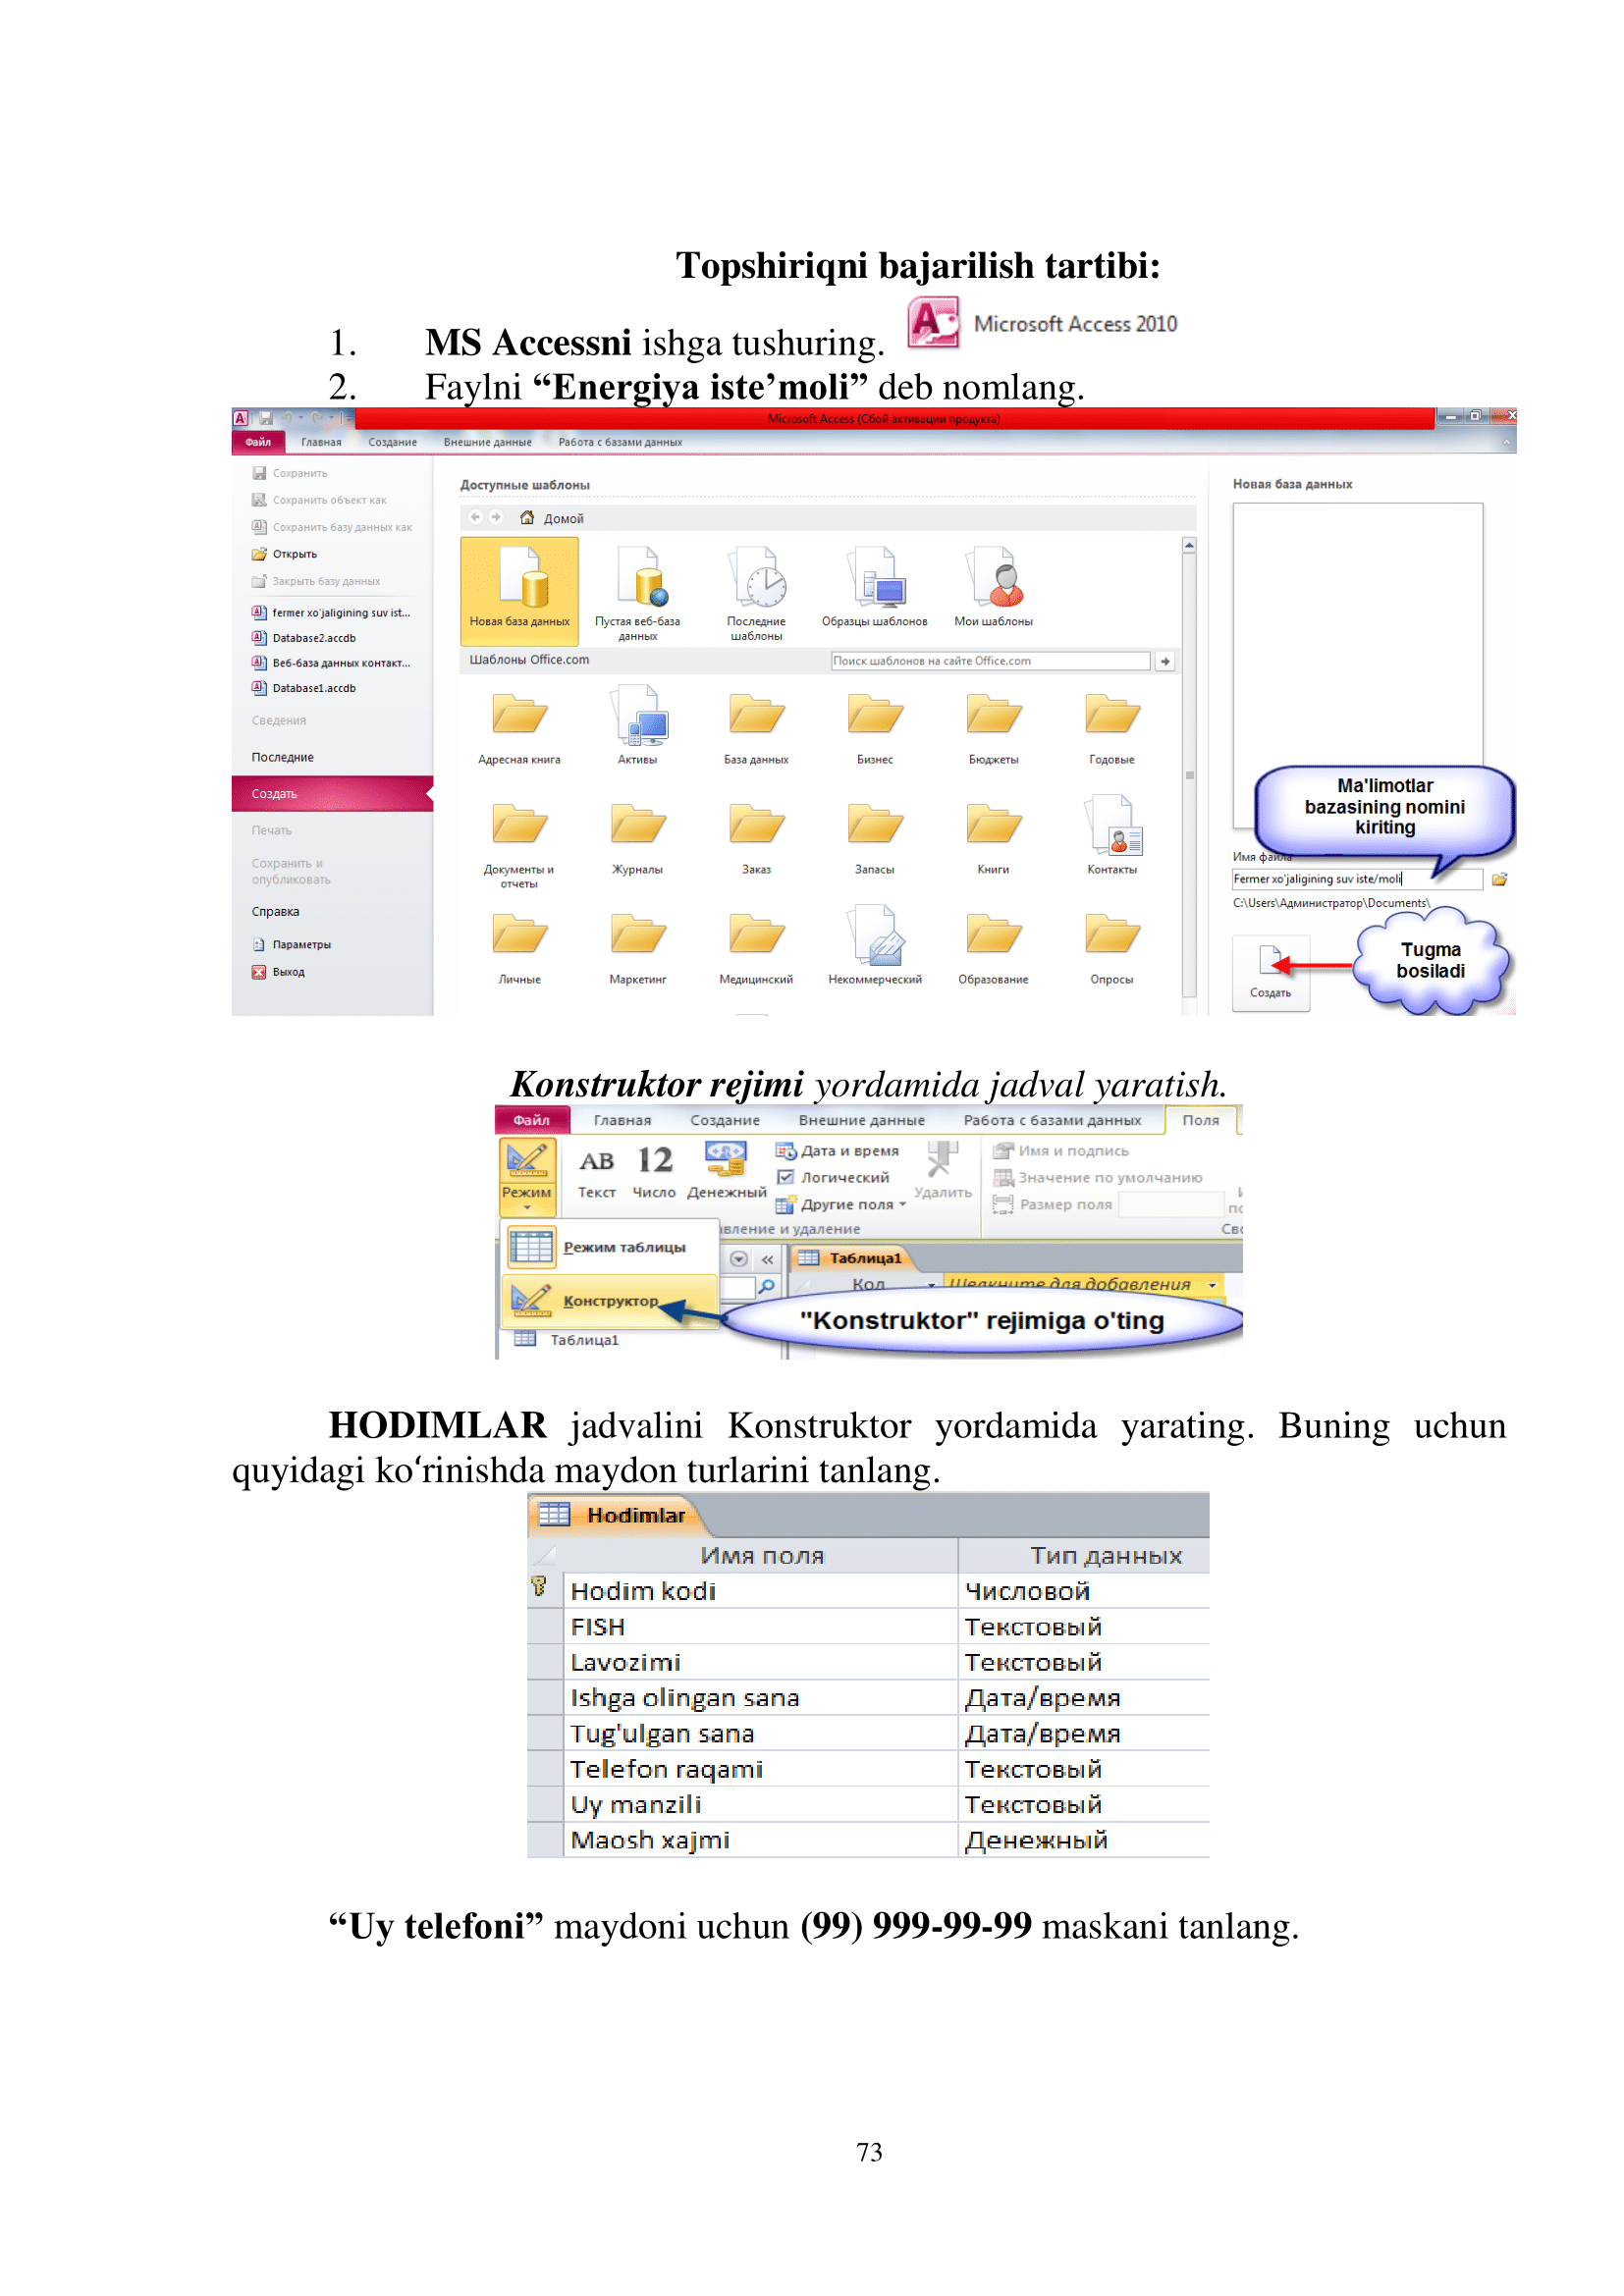 Topshiriqni bajarilish tartibi:
1. MS Accessni ishga tushuring. Microsoft Access 2010
2. Faylni “Energiya iste’moli” deb nomlang.
Microsoft Access (Сбой активации продукта)
Файл Главная Создание Внешние данные Работа с базами данных
Сохранить
Сохранить объект как
Сохранить базу данных как
Открыть
Закрыть базу данных
fermer xo'jaligining suv ist...
Database2.accdb
Веб-база данных контакт...
Database1.accdb
Сведения
Последние
Создать
Печать
Сохранить и
опубликовать
Справка
Параметры
Выход
Доступные шаблоны
Домой
Новая база данных Пустая веб-база данных Последние шаблоны Образцы шаблонов Мои шаблоны
Шаблоны Office.com Поиск шаблонов на сайте Office.com
Адресная книга Активы База данных Бизнес Бюджеты Годовые
Документы и отчеты Журналы Заказ Запасы Книги Контакты
Личные Маркетинг Медицинский Некоммерческий Образование Опросы
Новая база данных
Ma'limotlar
bazasining nomini
kiriting
Имя файла
Fermer xo'jaligining suv iste/moli
C:\Users\Администратор\Documents\
Tugma
bosiladi
Создать
Konstruktor rejimi yordamida jadval yaratish.
Файл Главная Создание Внешние данные Работа с базами данных Поля
Режим
AB 12
Текст Число Денежный
Дата и время
Логический
Другие поля
Удалить
Имя и подпись
Значение по умолчанию
Размер поля
вление и удаление
Режим таблицы
Таблица1
Код Щелкните для добавления
Конструктор
"Konstruktor" rejimiga o'ting
Таблица1
HODIMLAR jadvalini Konstruktor yordamida yarating. Buning uchun
quyidagi ko‘rinishda maydon turlarini tanlang.
Hodimlar
Имя поля Тип данных
Hodim kodi Числовой
FISH Текстовый
Lavozimi Текстовый
Ishga olingan sana Дата/время
Tug'ulgan sana Дата/время
Telefon raqami Текстовый
Uy manzili Текстовый
Maosh xajmi Денежный
“Uy telefoni” maydoni uchun (99) 999-99-99 maskani tanlang.
73